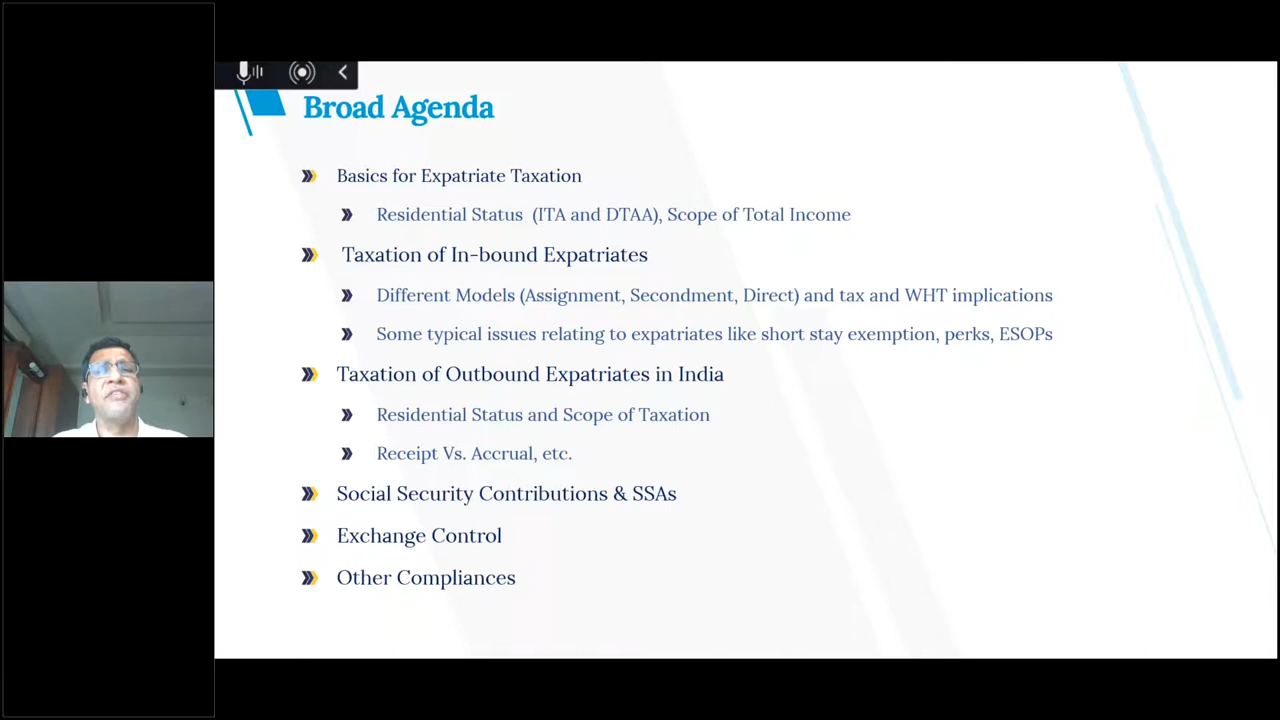 Broad Agenda
Basics for Expatriate Taxation
Residential Status (ITA and DTAA), Scope of Total Income
Taxation of In-bound Expatriates
Different Models (Assignment, Secondment, Direct) and tax and WHT implications
Some typical issues relating to expatriates like short stay exemption, perks, ESOPs
Taxation of Outbound Expatriates in India
Residential Status and Scope of Taxation
Receipt Vs. Accrual, etc.
Social Security Contributions & SSAs
Exchange Control
Other Compliances